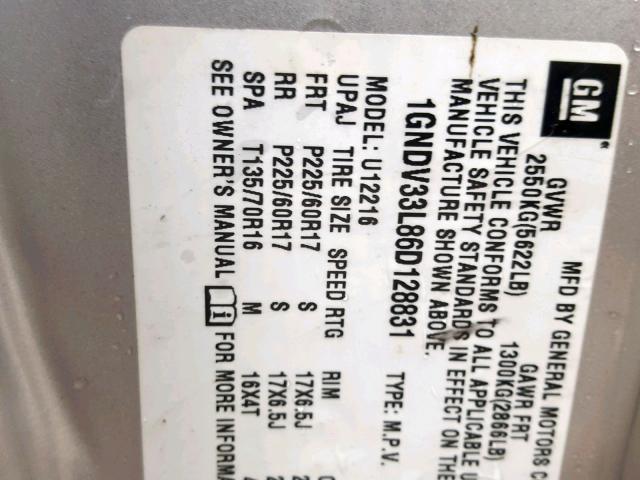 GM
MFD BY GENERAL MOTORS C
GVWR GAWR FRT
2550KG(5622LB) 1300KG(2866LB)
THIS VEHICLE CONFORMS TO ALL APPLICABLE U
VEHICLE SAFETY STANDARDS IN EFFECT ON THE
MANUFACTURE SHOWN ABOVE.
1GNDV33L86D128831 TYPE: M.P.V.
MODEL: U12216
UPAJ TIRE SIZE SPEED RTG RIM
FRT P225/60R17 S 17X6.5J
RR P225/60R17 S 17X6.5J
SPA T135/70R16 M 16X4T
SEE OWNER'S MANUAL FOR MORE INFORMA